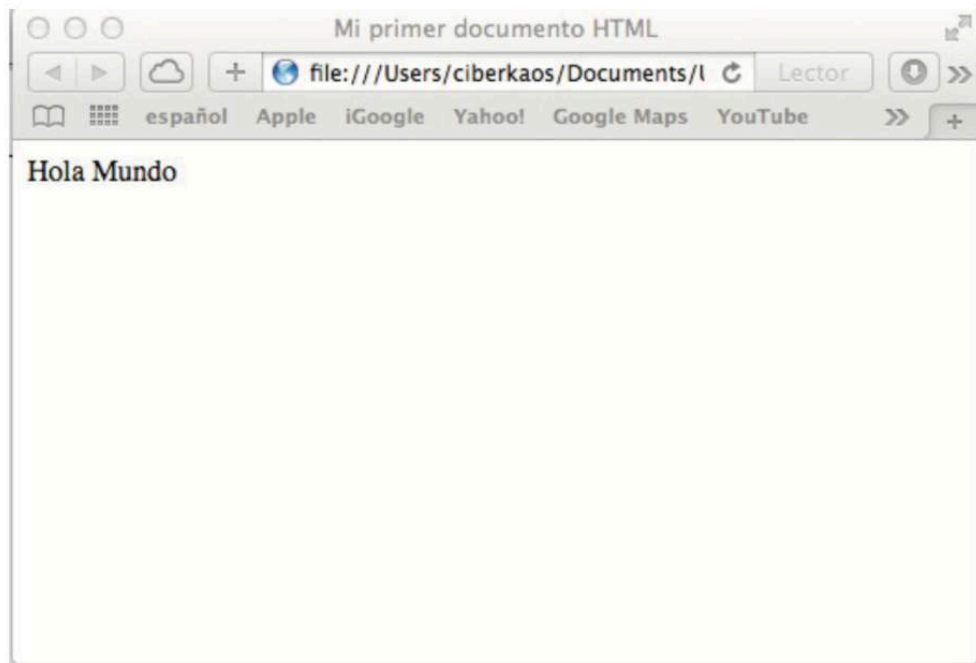 Mi primer documento HTML
file:///Users/ciberkaos/Documents/l Lector
español Apple iGoogle Yahoo! Google Maps YouTube
Hola Mundo